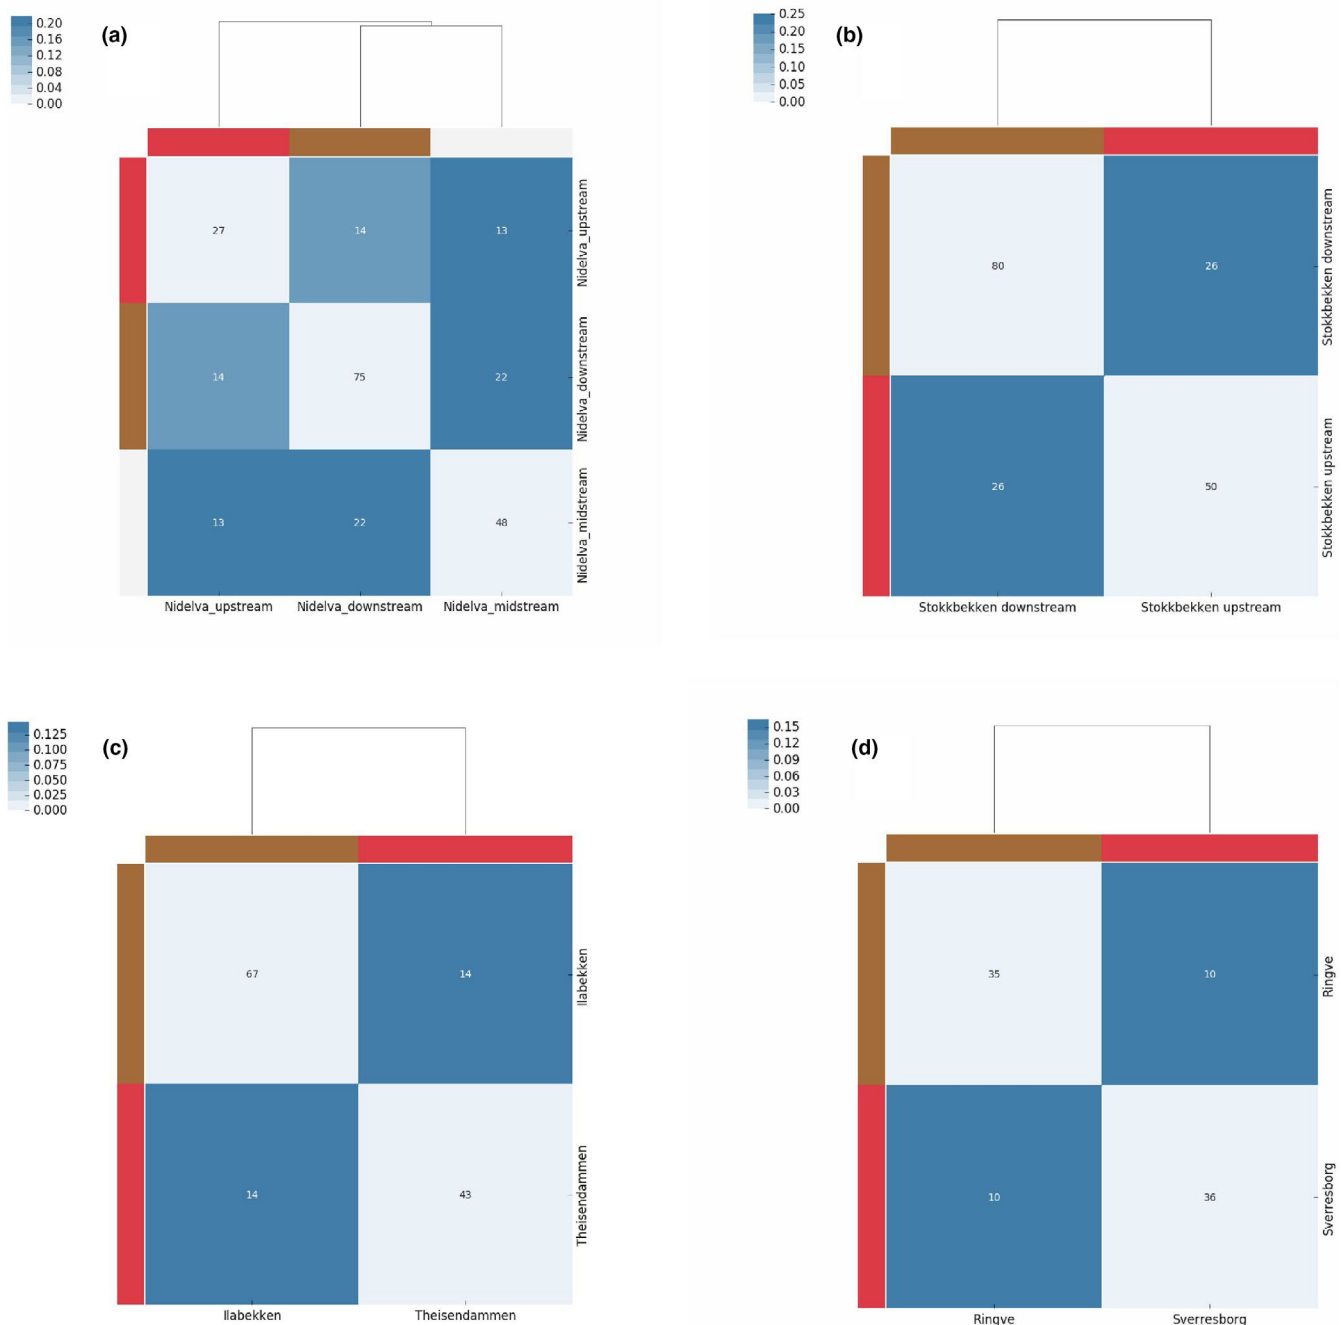 0.20
0.16
0.12
0.08
0.04
0.00
(a)
27
14
13
Nidelva_upstream
14
75
22
Nidelva_downstream
13
22
48
Nidelva_midstream
Nidelva_upstream Nidelva_downstream Nidelva_midstream
0.25
0.20
0.15
0.10
0.05
0.00
(b)
80
26
Stokkbekken downstream
26
50
Stokkbekken upstream
Stokkbekken downstream Stokkbekken upstream
0.125
0.100
0.075
0.050
0.025
0.000
(c)
67
14
Ilabekken
14
43
Theisendammen
Ilabekken Theisendammen
0.15
0.12
0.09
0.06
0.03
0.00
(d)
35
10
Ringve
10
36
Sverresborg
Ringve Sverresborg